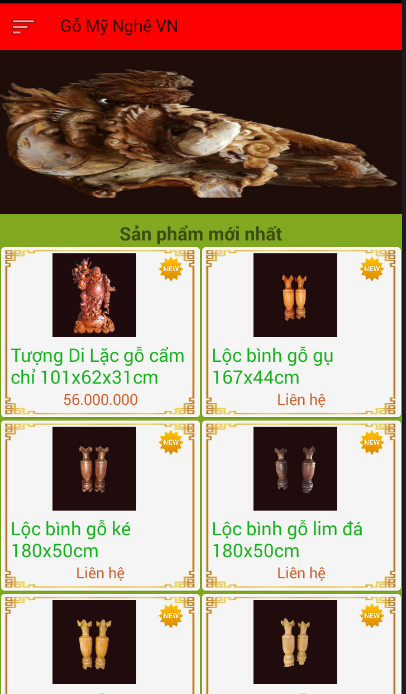 Gỗ Mỹ Nghệ VN
Sản phẩm mới nhất
NEW
NEW
Tượng Di Lặc gỗ cẩm
chỉ 101x62x31cm
56.000.000
Lộc bình gỗ gụ
167x44cm
Liên hệ
NEW
NEW
Lộc bình gỗ ké
180x50cm
Liên hệ
Lộc bình gỗ lim đá
180x50cm
Liên hệ
NEW
NEW